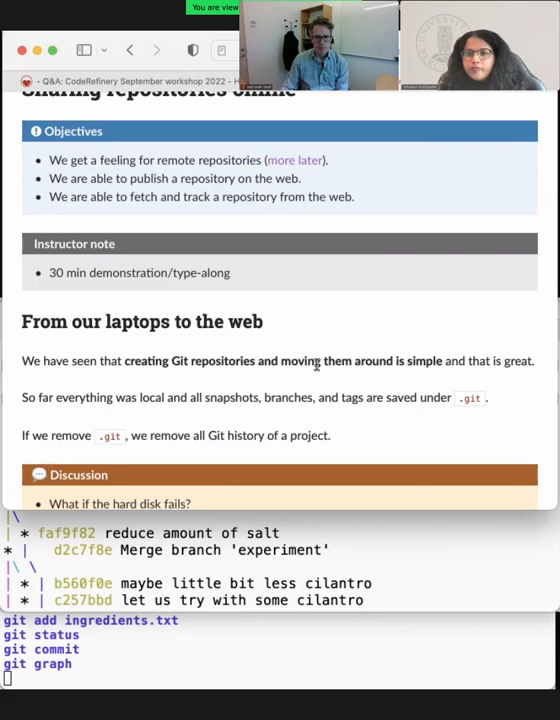 You are view
Q&A: CodeRefinery September workshop 2022 - H
Sharing repositories online
Objectives
• We get a feeling for remote repositories (more later).
• We are able to publish a repository on the web.
• We are able to fetch and track a repository from the web.
Instructor note
• 30 min demonstration/type-along
From our laptops to the web
We have seen that creating Git repositories and moving them around is simple and that is great.
So far everything was local and all snapshots, branches, and tags are saved under .git.
If we remove .git, we remove all Git history of a project.
Discussion
• What if the hard disk fails?
|\
| * faf9f82 reduce amount of salt
* |   d2c7f8e Merge branch 'experiment'
|\ \
| * | b560f0e maybe little bit less cilantro
| * | c257bbd let us try with some cilantro
git add ingredients.txt
git status
git commit
git graph